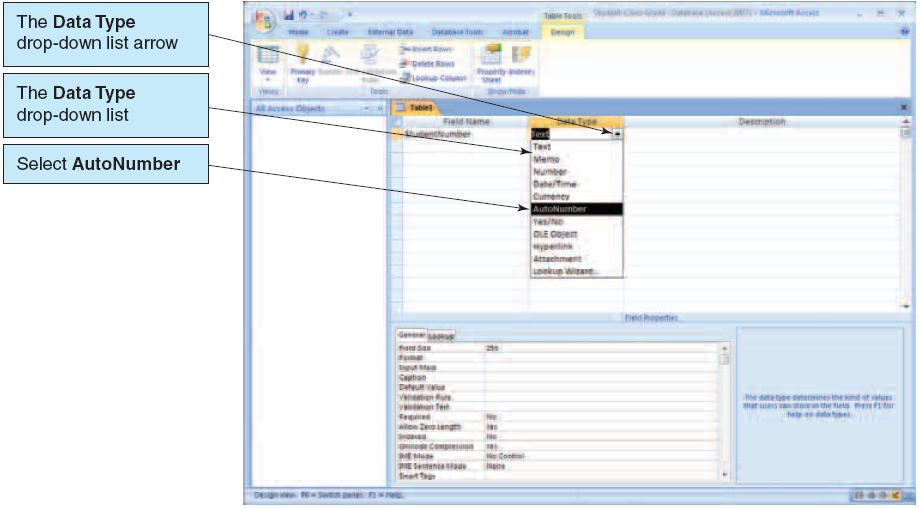 The Data Type
drop-down list arrow
The Data Type
drop-down list
Select AutoNumber
Table Tools
Student-Class-Grade : Database (Access 2007) - Microsoft Access
Home Create External Data Database Tools Acrobat Design
View
Primary
Key
Insert Rows
Delete Rows
Lookup Column
Property
Sheet
Indexes
Views
Tools
Show/Hide
All Access Objects
Table1
Field Name Data Type Description
StudentNumber Text
Text
Memo
Number
Date/Time
Currency
AutoNumber
Yes/No
OLE Object
Hyperlink
Attachment
Lookup Wizard...
Field Properties
General Lookup
Field Size 255
Format
Input Mask
Caption
Default Value
Validation Rule
Validation Text
Required No
Allow Zero Length Yes
Indexed No
Unicode Compression Yes
IME Mode No Control
IME Sentence Mode None
Smart Tags
The data type determines the kind of values
that users can store in the field. Press F1 for
help on data types.
Design view. F6 = Switch panes. F1 = Help.